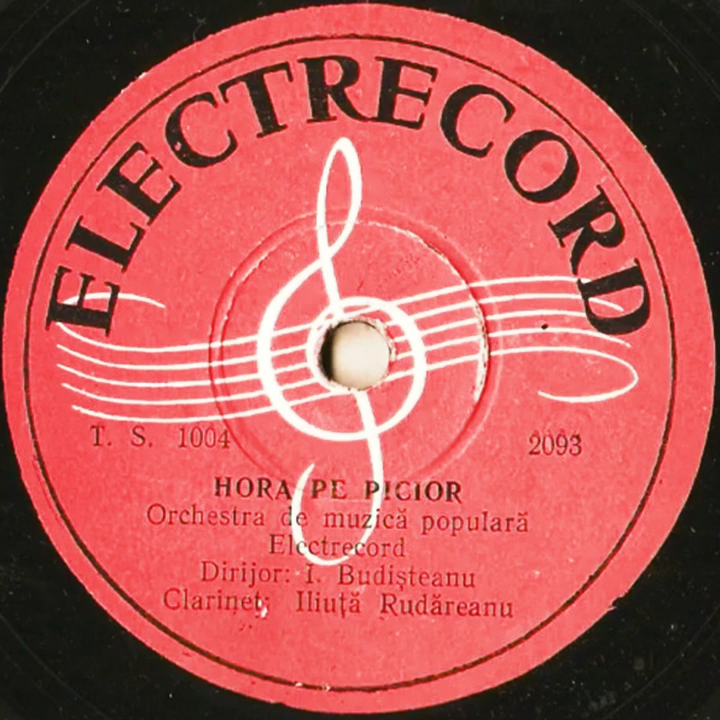 ELECTRECORD
T. S. 1004 2093
HORA PE PICIOR
Orchestra de muzică populară
Electrecord
Dirijor: I. Budișteanu
Clarinet: Iliuță Rudăreanu